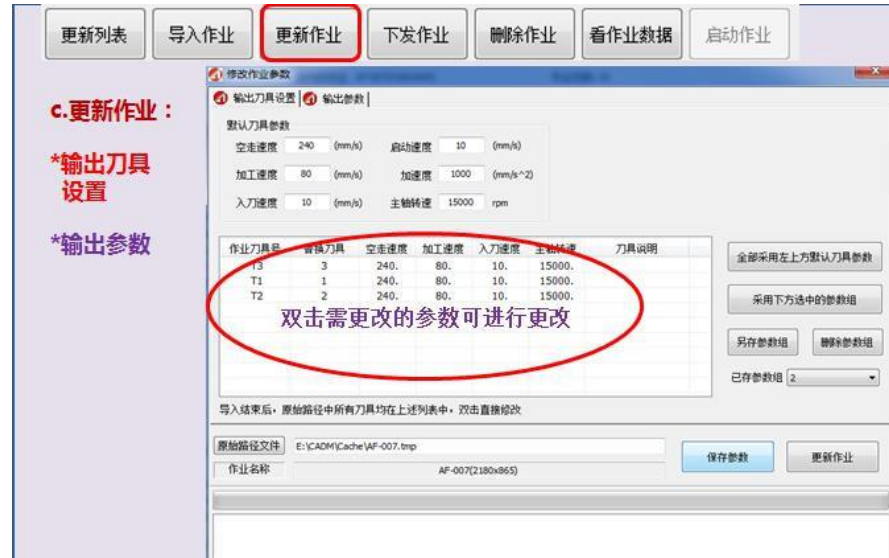 更新列表 导入作业 更新作业 下发作业 删除作业 看作业数据 启动作业
修改作业参数
输出刀具设置 输出参数
c.更新作业：
*输出刀具
设置
*输出参数
默认刀具参数
空走速度 240 (mm/s) 启动速度 10 (mm/s)
加工速度 80 (mm/s) 加速度 1000 (mm/s^2)
入刀速度 10 (mm/s) 主轴转速 15000 rpm
作业刀具号 替换刀具 空走速度 加工速度 入刀速度 主轴转速 刀具说明
T3 3 240. 80. 10. 15000.
T1 1 240. 80. 10. 15000.
T2 2 240. 80. 10. 15000.
双击需更改的参数可进行更改
全部采用左上方默认刀具参数
采用下方选中的参数组
另存参数组 删除参数组
已存参数组 2
导入结束后，原始路径中所有刀具均在上述列表中，双击直接修改
原始路径文件 E:\CADM\Cache\AF-007.tmp
作业名称 AF-007(2180x865)
保存参数 更新作业